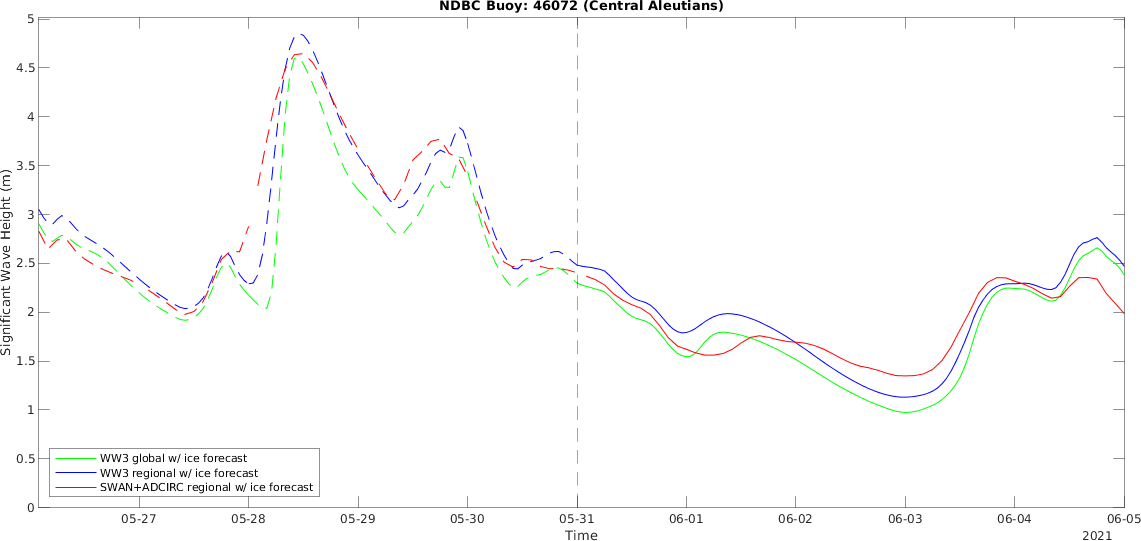 NDBC Buoy: 46072 (Central Aleutians)
5
4.5
4
3.5
3
2.5
2
1.5
1
0.5
0
Significant Wave Height (m)
WW3 global w/ ice forecast
WW3 regional w/ ice forecast
SWAN+ADCIRC regional w/ ice forecast
05-27 05-28 05-29 05-30 05-31 06-01 06-02 06-03 06-04 06-05
Time
2021